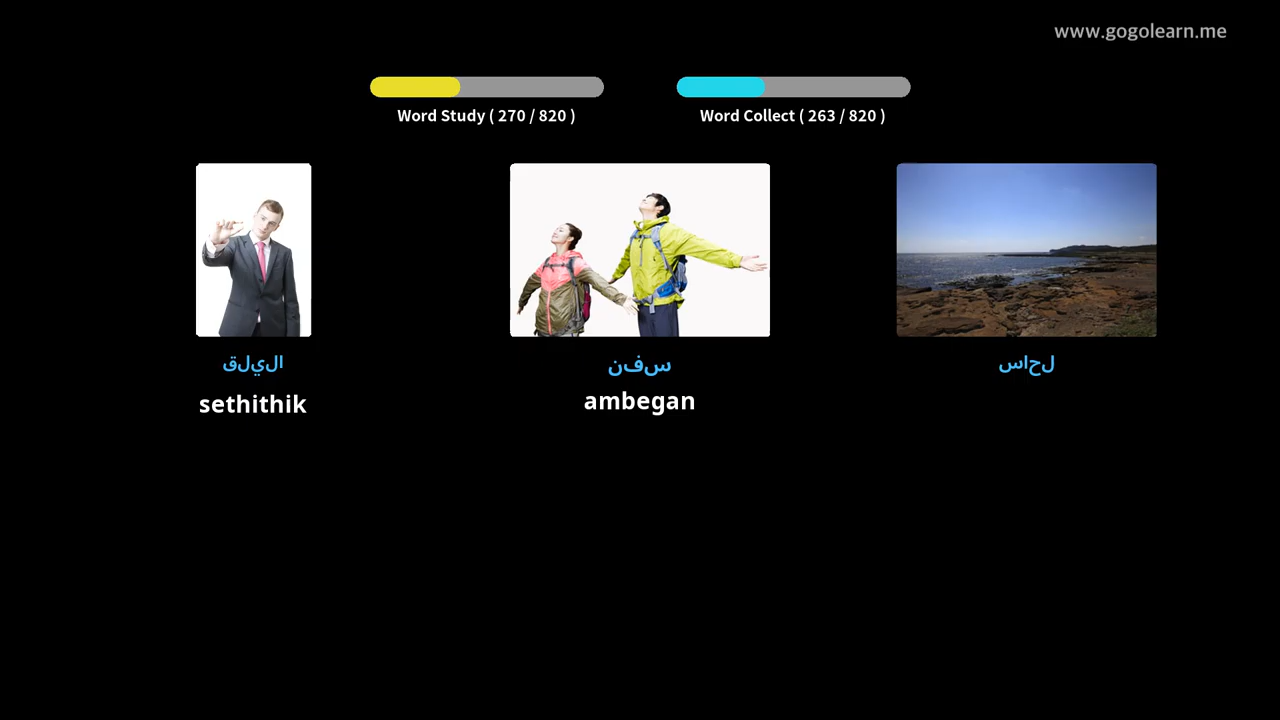 www.gogolearn.me
Word Study ( 270 / 820 )
Word Collect ( 263 / 820 )
اليلق
سفن
لحاس
sethithik
ambegan